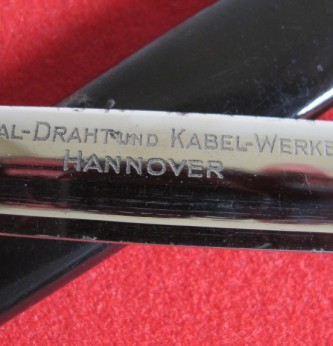 AL-DRAHT UND KABEL-WERKE
HANNOVER